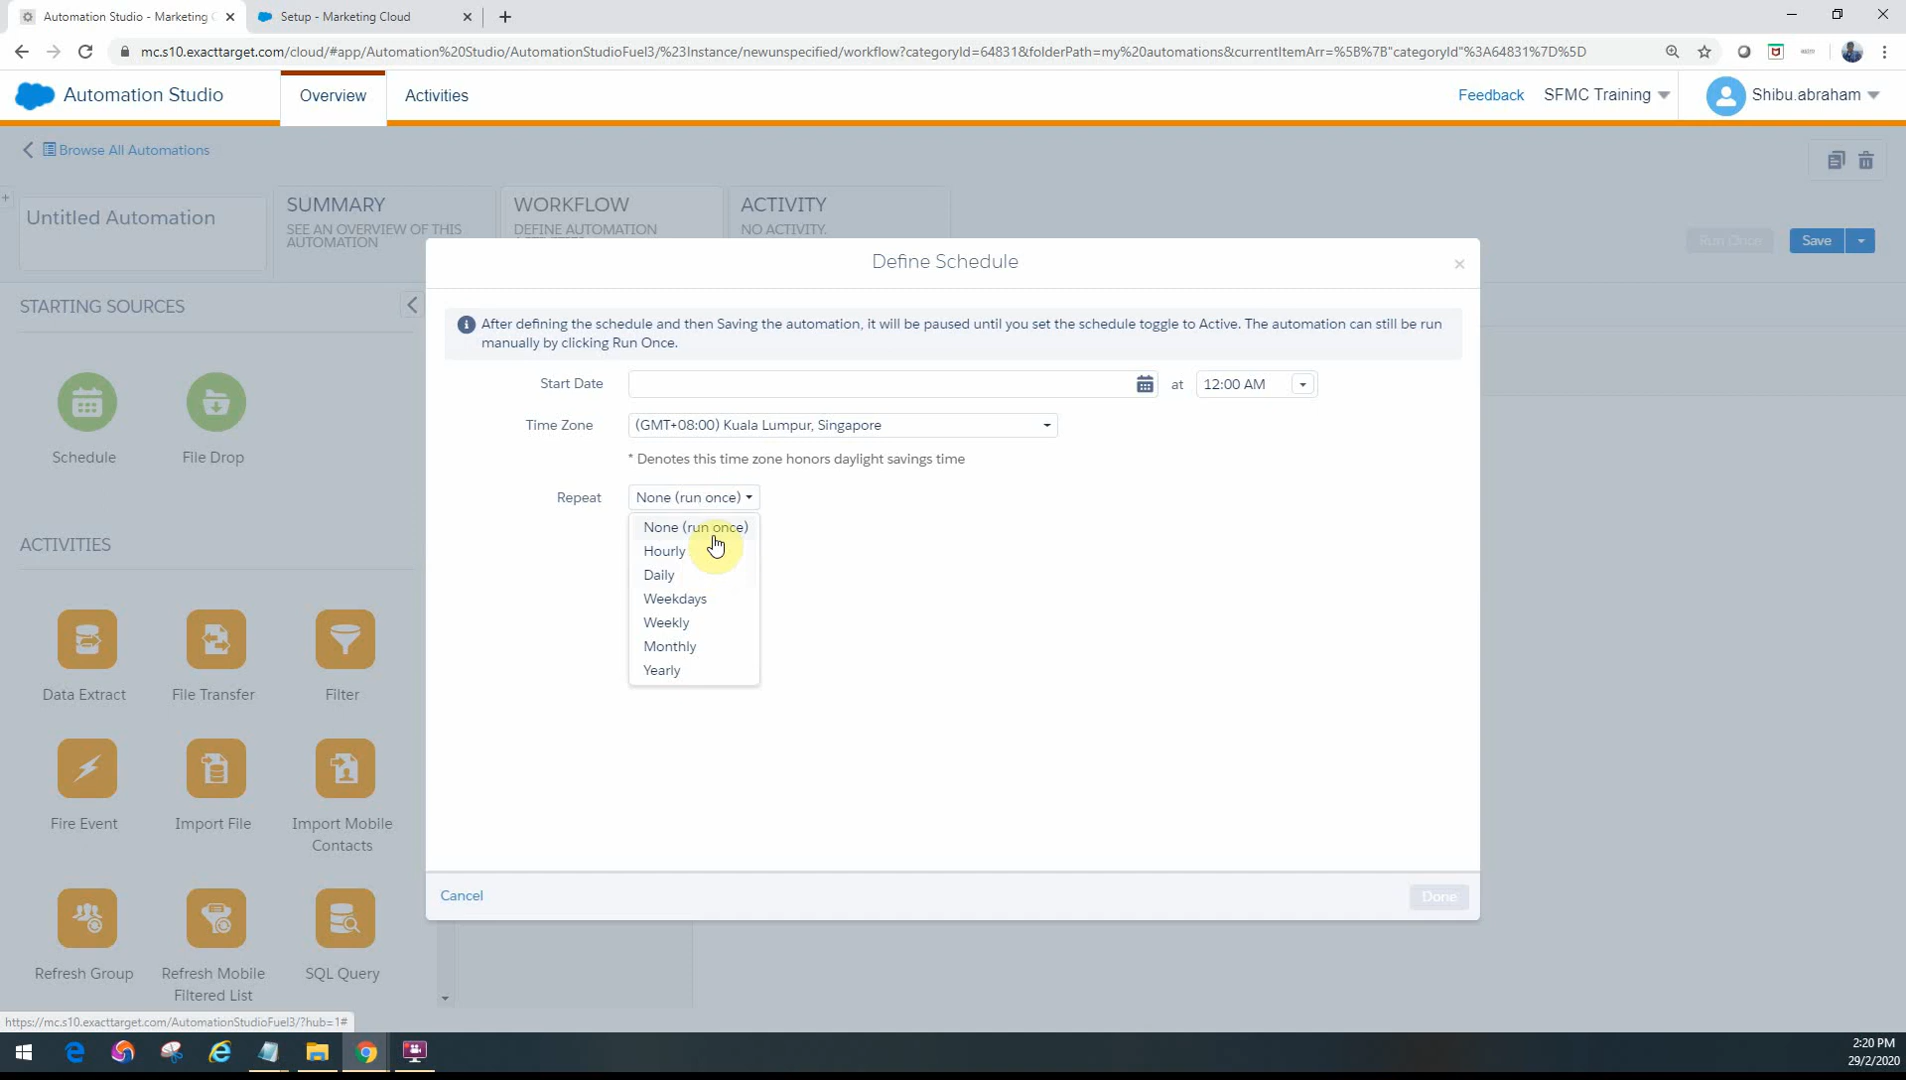 Automation Studio - Marketing C
Setup - Marketing Cloud
mc.s10.exacttarget.com/cloud/#app/Automation%20Studio/AutomationStudioFuel3/%23Instance/newunspecified/workflow?categoryId=64831&folderPath=my%20automations&currentItemArr=%5B%7B"categoryId"%3A64831%7D%5D
Automation Studio
Overview
Activities
Feedback
SFMC Training
Shibu.abraham
Browse All Automations
Untitled Automation
SUMMARY
SEE AN OVERVIEW OF THIS
AUTOMATION
WORKFLOW
DEFINE AUTOMATION
ACTIVITY
NO ACTIVITY.
Run Once
Save
STARTING SOURCES
Schedule
File Drop
ACTIVITIES
Data Extract
File Transfer
Filter
Fire Event
Import File
Import Mobile
Contacts
Refresh Group
Refresh Mobile
Filtered List
SQL Query
Define Schedule
After defining the schedule and then Saving the automation, it will be paused until you set the schedule toggle to Active. The automation can still be run
manually by clicking Run Once.
Start Date
at
12:00 AM
Time Zone
(GMT+08:00) Kuala Lumpur, Singapore
* Denotes this time zone honors daylight savings time
Repeat
None (run once)
None (run once)
Hourly
Daily
Weekdays
Weekly
Monthly
Yearly
Cancel
Done
https://mc.s10.exacttarget.com/AutomationStudioFuel3/?hub=1#
2:20 PM
29/2/2020